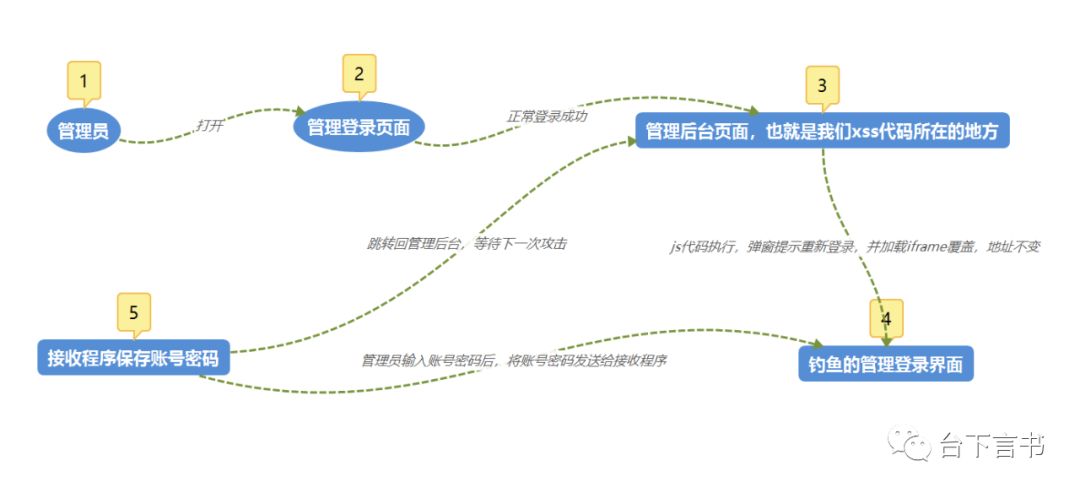 1
管理员
打开
2
管理登录页面
正常登录成功
3
管理后台页面，也就是我们xss代码所在的地方
跳转回管理后台，等待下一次攻击
js代码执行，弹窗提示重新登录，并加载iframe覆盖，地址不变
5
接收程序保存账号密码
管理员输入账号密码后，将账号密码发送给接收程序
4
钓鱼的管理登录界面
台下言书